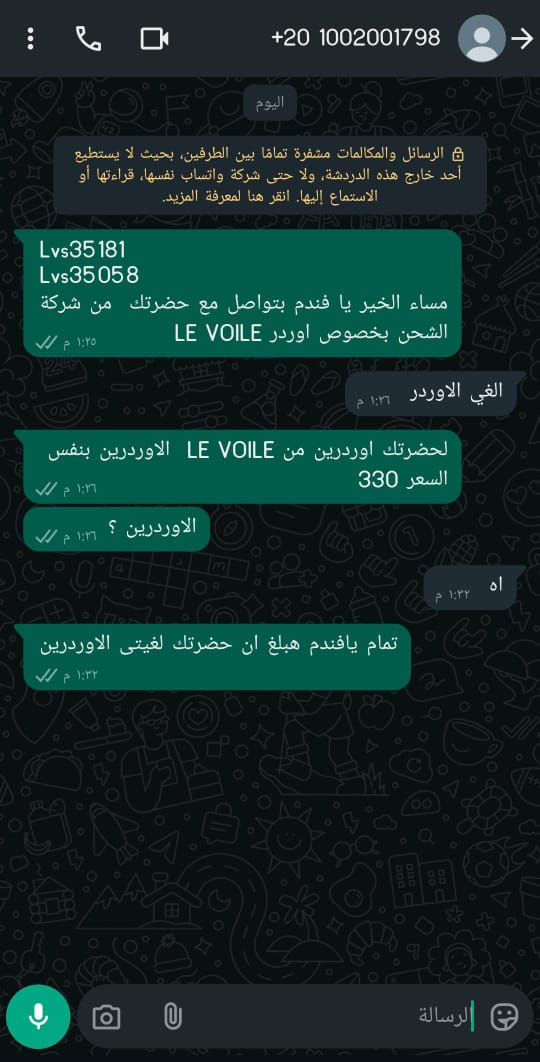 +20 1002001798
اليوم
الرسائل والمكالمات مشفرة تمامًا بين الطرفين، بحيث لا يستطيع
أحد خارج هذه الدردشة، ولا حتى شركة واتساب نفسها، قراءتها أو
الاستماع إليها. انقر هنا لمعرفة المزيد.
Lvs35181
Lvs35058
مساء الخير يا فندم بتواصل مع حضرتك من شركة
الشحن بخصوص اوردر LE VOILE
١:٢٥ م
الغي الاوردر
١:٢٦ م
لحضرتك اوردرين من LE VOILE الاوردرين بنفس
السعر 330
١:٢٦ م
الاوردرين ؟
١:٢٦ م
اه
١:٣٢ م
تمام يافندم هبلغ ان حضرتك لغيتى الاوردرين
١:٣٢ م
الرسالة